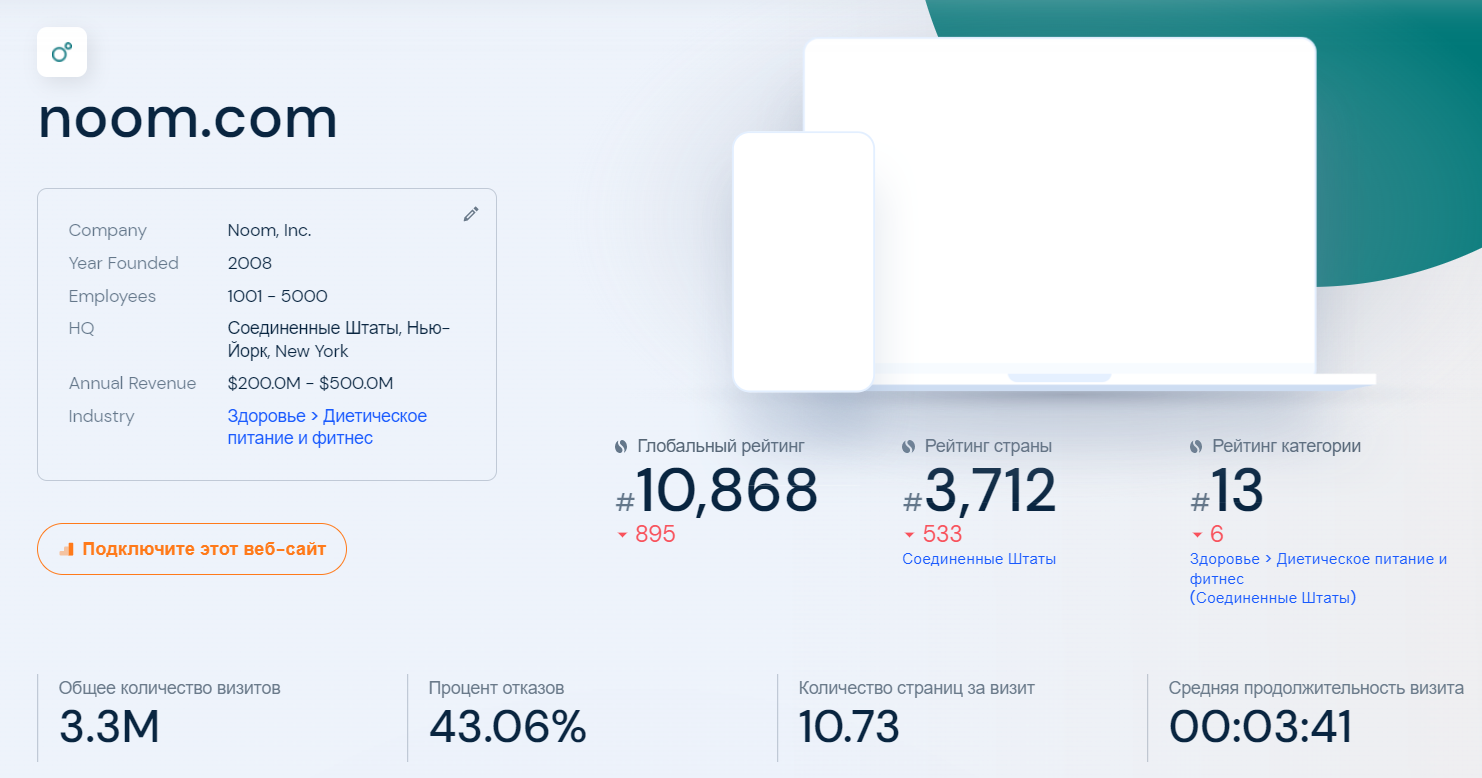 noom.com
Company Noom, Inc.
Year Founded 2008
Employees 1001 - 5000
HQ Соединенные Штаты, Нью-
Йорк, New York
Annual Revenue $200.0M - $500.0M
Industry Здоровье > Диетическое
питание и фитнес
Подключите этот веб-сайт
Глобальный рейтинг
#10,868
895
Рейтинг страны
#3,712
533
Соединенные Штаты
Рейтинг категории
#13
6
Здоровье > Диетическое питание и
фитнес
(Соединенные Штаты)
Общее количество визитов
3.3M
Процент отказов
43.06%
Количество страниц за визит
10.73
Средняя продолжительность визита
00:03:41